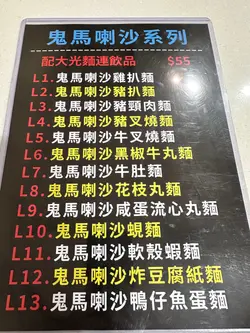 鬼馬喇沙系列
配大光麵連飲品 $55
L1.鬼馬喇沙雞扒麵
L2.鬼馬喇沙豬扒麵
L3.鬼馬喇沙豬頸肉麵
L4.鬼馬喇沙豬叉燒麵
L5.鬼馬喇沙牛叉燒麵
L6.鬼馬喇沙黑椒牛丸麵
L7.鬼馬喇沙牛肚麵
L8.鬼馬喇沙花枝丸麵
L9.鬼馬喇沙咸蛋流心丸麵
L10.鬼馬喇沙蜆麵
L11.鬼馬喇沙軟殼蝦麵
L12.鬼馬喇沙炸豆腐紙麵
L13.鬼馬喇沙鴨仔魚蛋麵